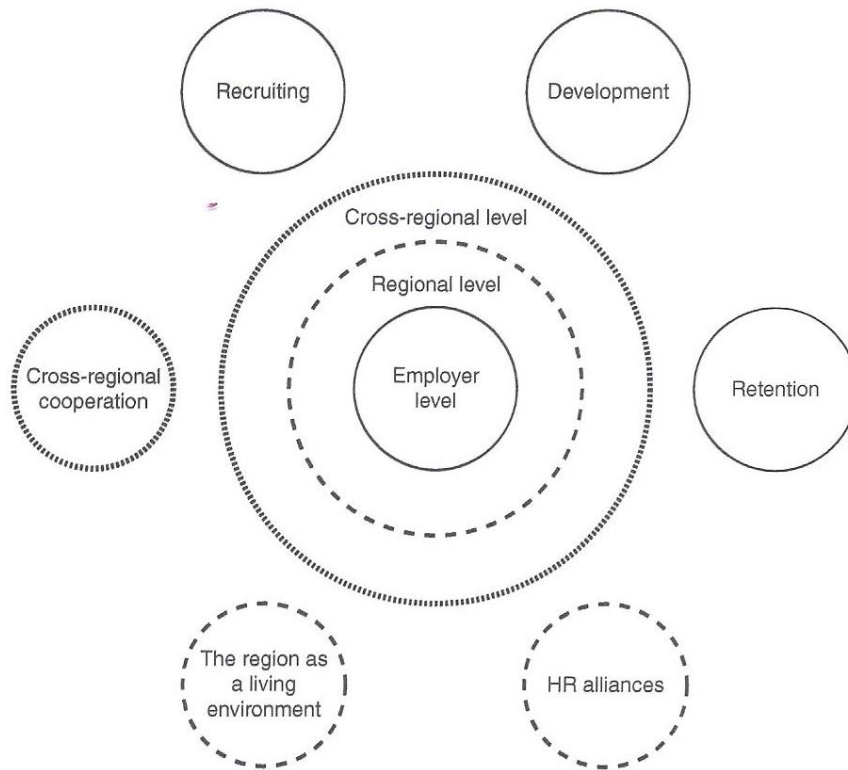 Recruiting
Development
Cross-regional level
Regional level
Cross-regional
cooperation
Employer
level
Retention
The region as
a living
environment
HR alliances